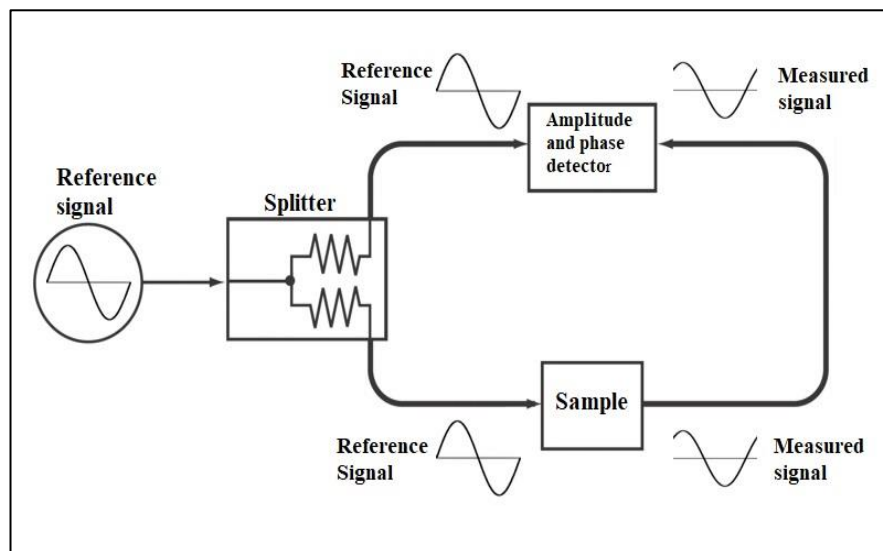 Reference
Signal
Measured
signal
Amplitude
and phase
detector
Reference
signal
Splitter
Sample
Reference
Signal
Measured
signal